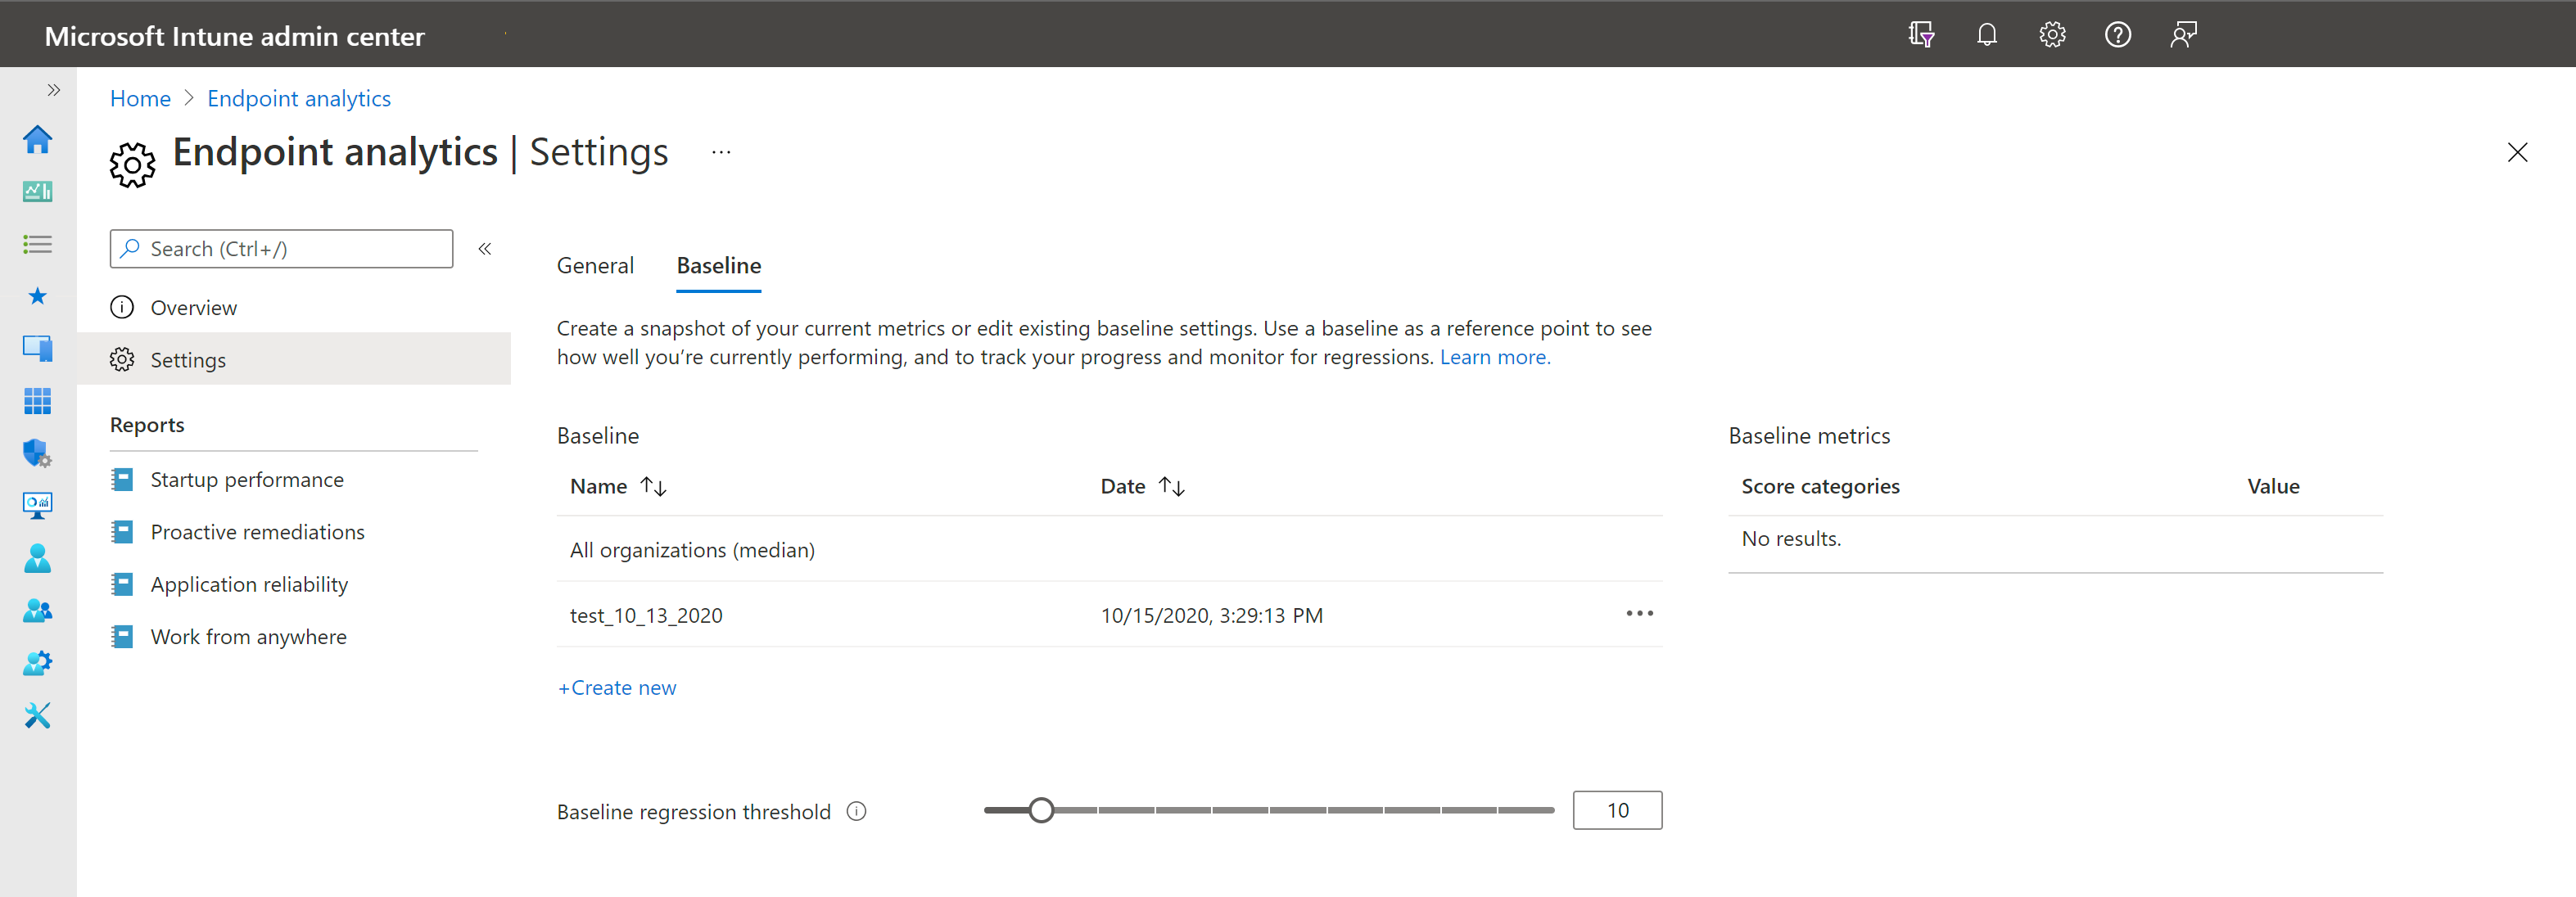 Microsoft Intune admin center
Home > Endpoint analytics
Endpoint analytics | Settings ...
Search (Ctrl+/)
Overview
Settings
Reports
Startup performance
Proactive remediations
Application reliability
Work from anywhere
General Baseline
Create a snapshot of your current metrics or edit existing baseline settings. Use a baseline as a reference point to see
how well you’re currently performing, and to track your progress and monitor for regressions. Learn more.
Baseline
Name Date
All organizations (median)
test_10_13_2020 10/15/2020, 3:29:13 PM
+Create new
Baseline regression threshold 10
Baseline metrics
Score categories Value
No results.